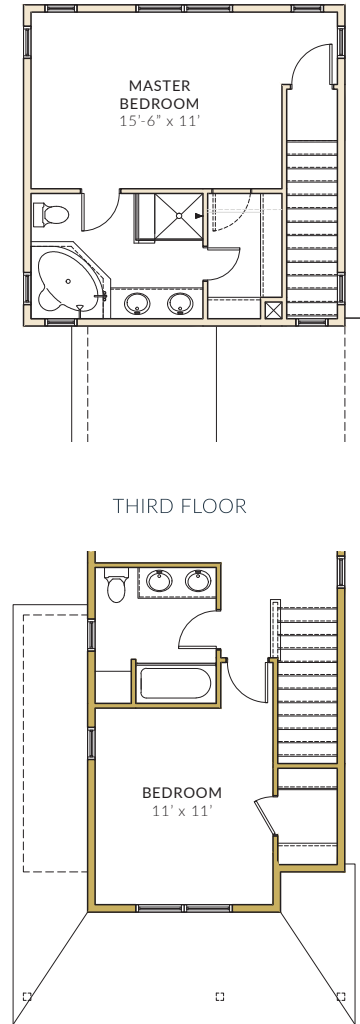 MASTER
BEDROOM
15'-6" x 11'
THIRD FLOOR
BEDROOM
11' x 11'